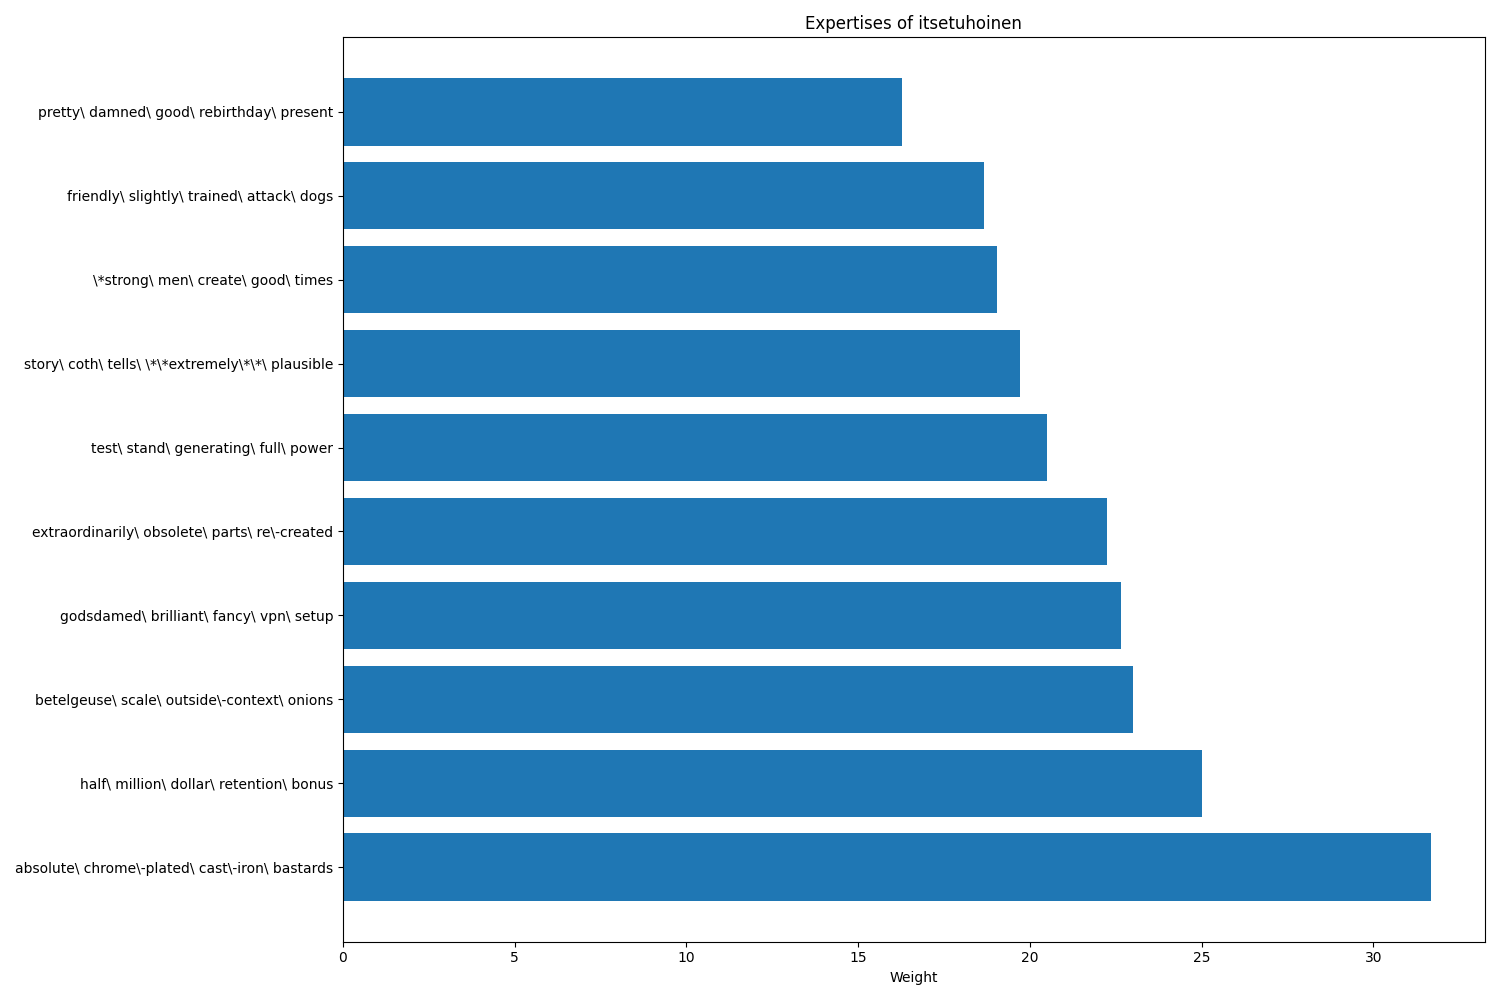 Expertises of itsetuhoinen
pretty\ damned\ good\ rebirthday\ present
friendly\ slightly\ trained\ attack\ dogs
\*strong\ men\ create\ good\ times
story\ coth\ tells\ \*\*extremely\*\*\ plausible
test\ stand\ generating\ full\ power
extraordinarily\ obsolete\ parts\ re\-created
godsdamed\ brilliant\ fancy\ vpn\ setup
betelgeuse\ scale\ outside\-context\ onions
half\ million\ dollar\ retention\ bonus
absolute\ chrome\-plated\ cast\-iron\ bastards
0 5 10 15 20 25 30
Weight